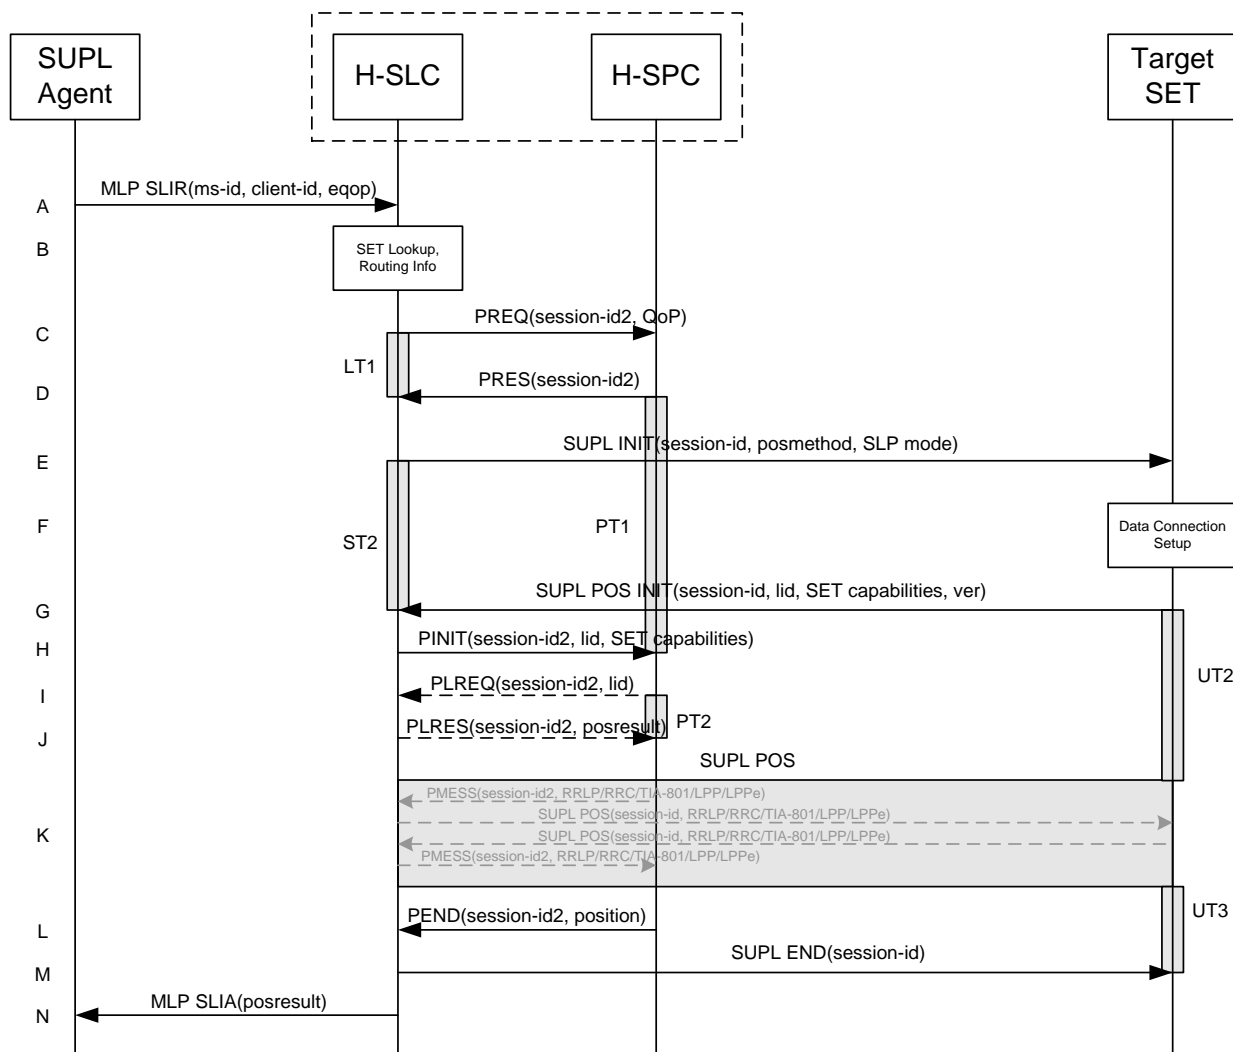 SUPL
Agent
H-SLC
H-SPC
Target
SET
A
MLP SLIR(ms-id, client-id, eqop)
B
SET Lookup,
Routing Info
C
PREQ(session-id2, QoP)
LT1
D
PRES(session-id2)
E
SUPL INIT(session-id, posmethod, SLP mode)
F
ST2
PT1
Data Connection
Setup
G
SUPL POS INIT(session-id, lid, SET capabilities, ver)
H
PINIT(session-id2, lid, SET capabilities)
I
PLREQ(session-id2, lid)
UT2
J
PLRES(session-id2, posresult)
PT2
SUPL POS
K
PMESS(session-id2, RRLP/RRC/TIA-801/LPP/LPPe)
SUPL POS(session-id, RRLP/RRC/TIA-801/LPP/LPPe)
SUPL POS(session-id, RRLP/RRC/TIA-801/LPP/LPPe)
PMESS(session-id2, RRLP/RRC/TIA-801/LPP/LPPe)
L
PEND(session-id2, position)
UT3
M
SUPL END(session-id)
N
MLP SLIA(posresult)